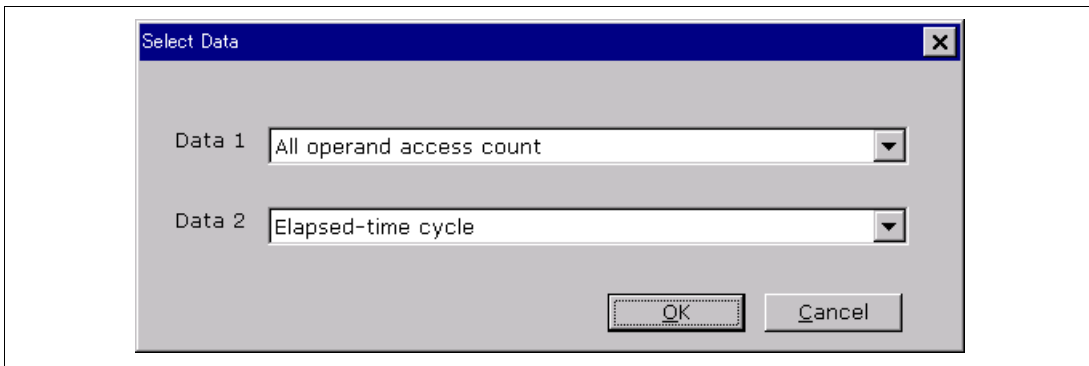 Select Data
Data 1 All operand access count
Data 2 Elapsed-time cycle
OK Cancel